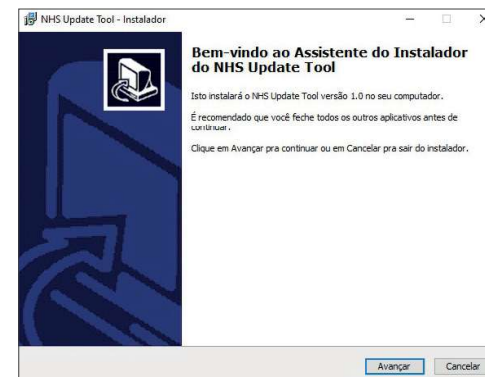 NHS Update Tool - Instalador
Bem-vindo ao Assistente do Instalador
do NHS Update Tool
Isto instalará o NHS Update Tool versão 1.0 no seu computador.
É recomendado que você feche todos os outros aplicativos antes de
continuar.
Clique em Avançar pra continuar ou em Cancelar pra sair do instalador.
Avançar
Cancelar